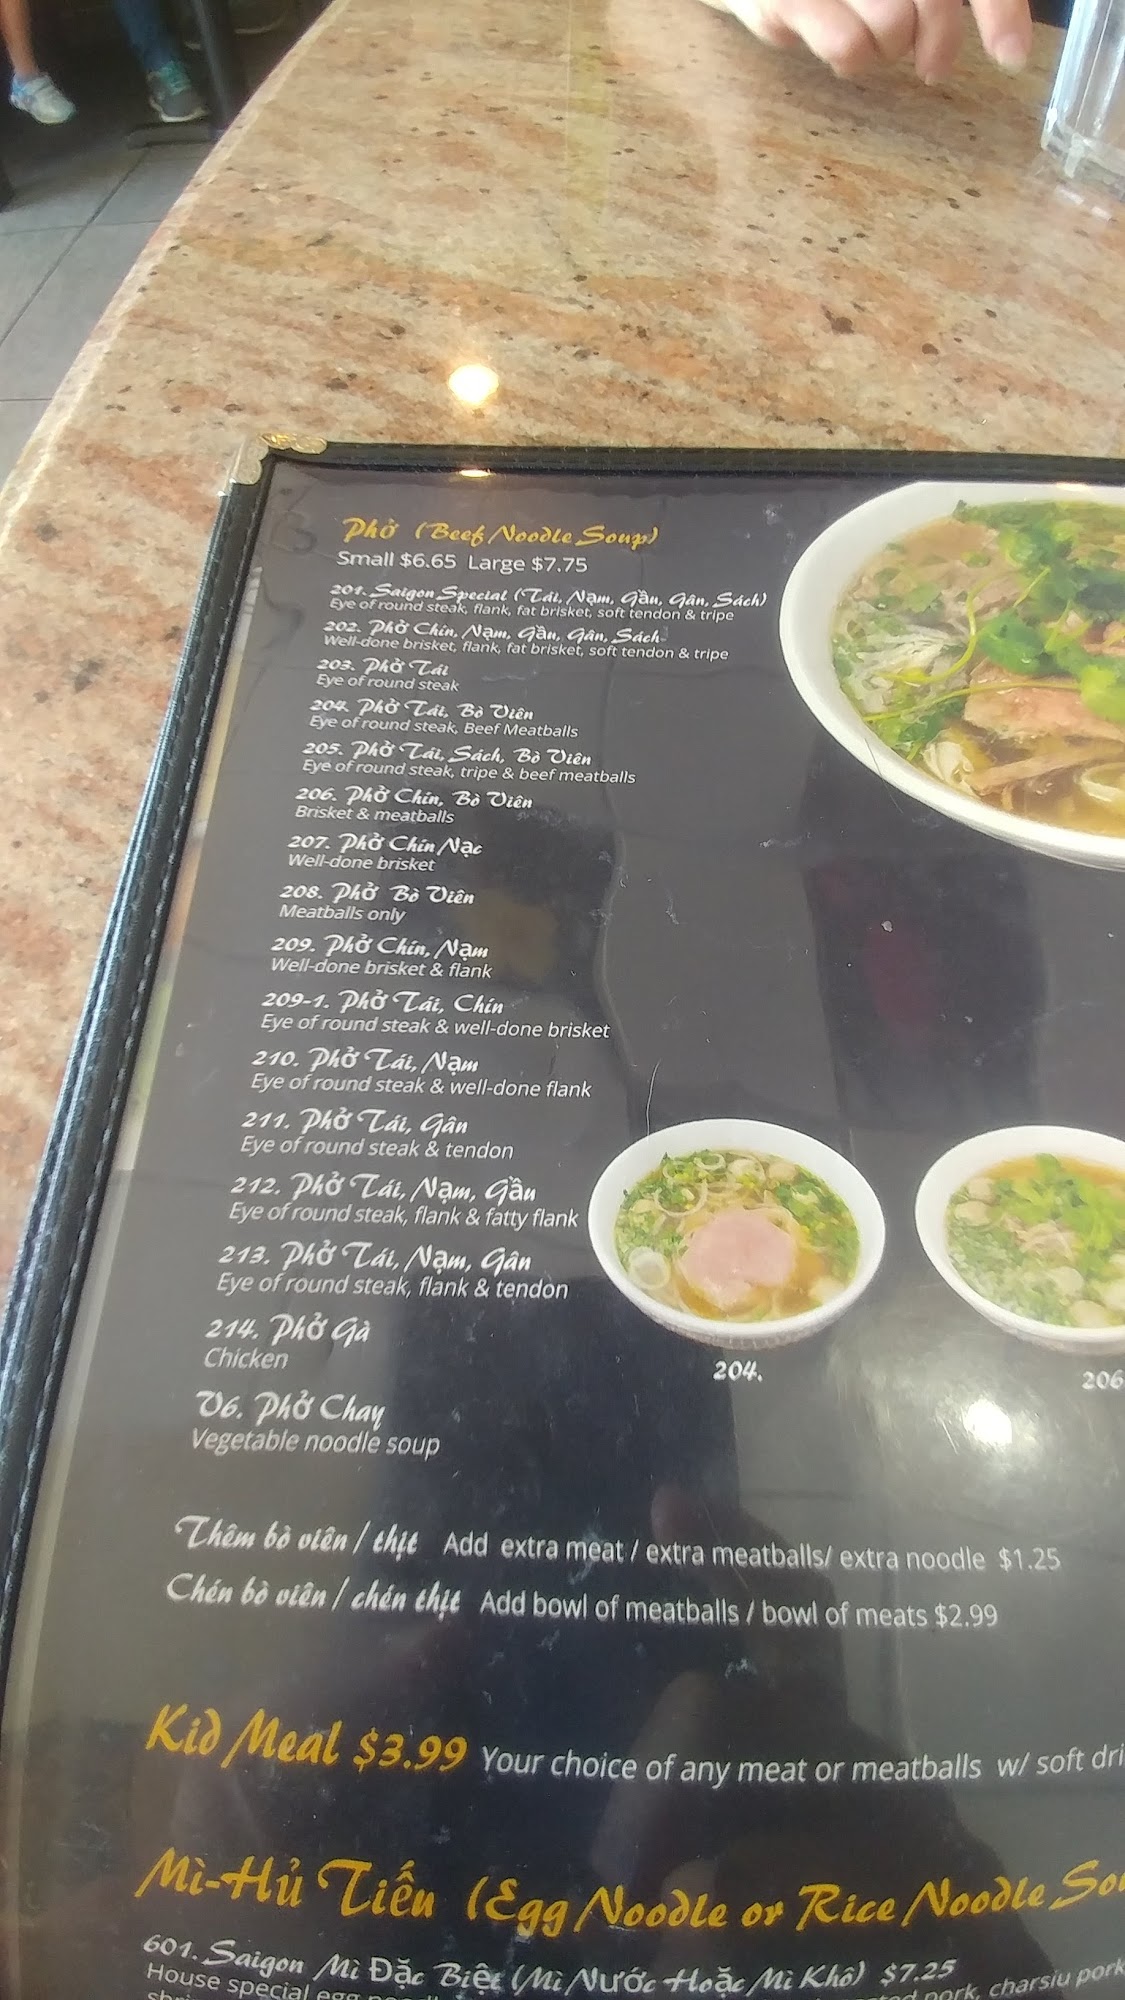 Phở (Beef Noodle Soup)
Small $6.65 Large $7.75
201. Saigon Special (Tái, Nạm, Gầu, Gân, Sách)
Eye of round steak, flank, fat brisket, soft tendon & tripe
202. Phở Chín, Nạm, Gầu, Gân, Sách
Well-done brisket, flank, fat brisket, soft tendon & tripe
203. Phở Tái
Eye of round steak
204. Phở Tái, Bò Viên
Eye of round steak, Beef Meatballs
205. Phở Tái, Sách, Bò Viên
Eye of round steak, tripe & beef meatballs
206. Phở Chín, Bò Viên
Brisket & meatballs
207. Phở Chín Nạc
Well-done brisket
208. Phở Bò Viên
Meatballs only
209. Phở Chín, Nạm
Well-done brisket & flank
209-1. Phở Tái, Chín
Eye of round steak & well-done brisket
210. Phở Tái, Nạm
Eye of round steak & well-done flank
211. Phở Tái, Gân
Eye of round steak & tendon
212. Phở Tái, Nạm, Gầu
Eye of round steak, flank & fatty flank
213. Phở Tái, Nạm, Gân
Eye of round steak, flank & tendon
214. Phở Gà
Chicken
V6. Phở Chay
Vegetable noodle soup
204.
206
Thêm bò viên / thịt Add extra meat / extra meatballs/ extra noodle $1.25
Chén bò viên / chén thịt Add bowl of meatballs / bowl of meats $2.99
Kid Meal $3.99 Your choice of any meat or meatballs w/ soft
Mì-Hủ Tiếu (Egg Noodle or Rice Noodle
601. Saigon Mì Đặc Biệt (Mì Nước Hoặc Mì Khô) $7.25
House special egg pork, charsiu pork